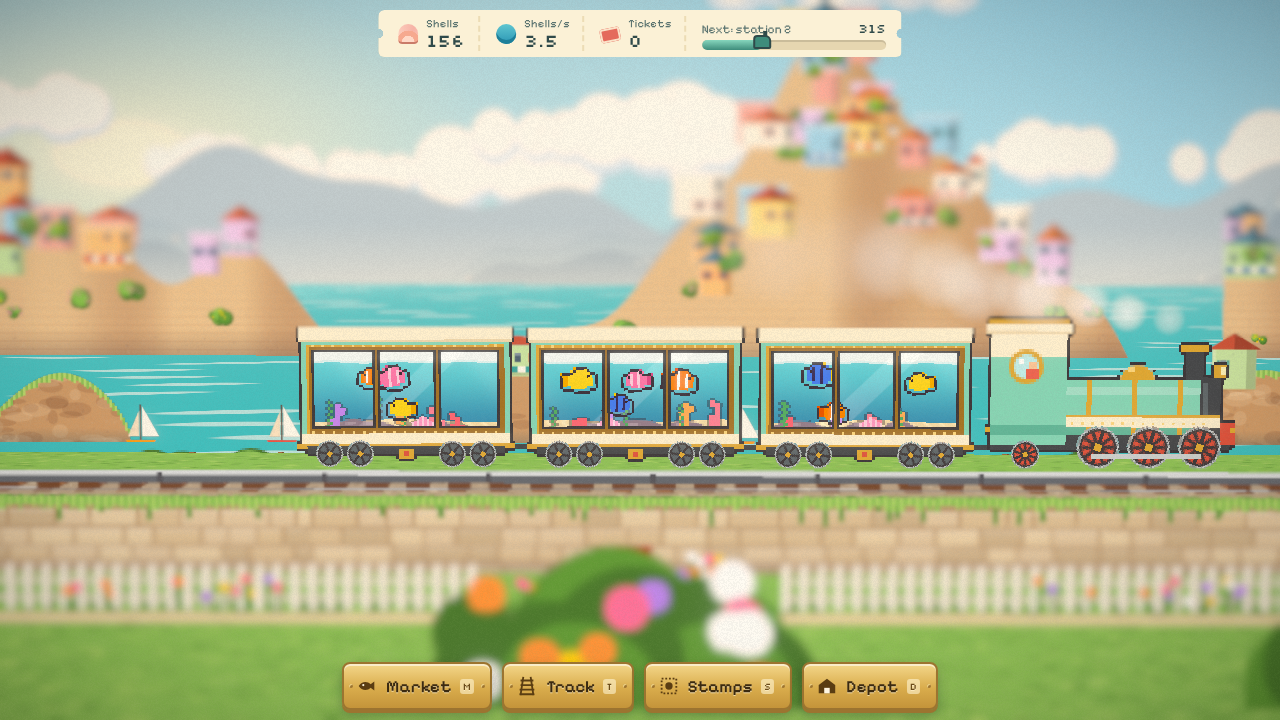 Shells
156
Shells/s
3.5
Tickets
0
Next: station 8
31S
Market M
Track T
Stamps S
Depot D